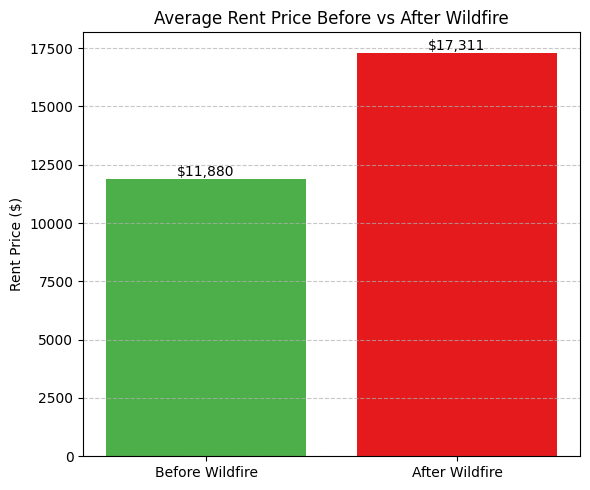 Average Rent Price Before vs After Wildfire
Rent Price ($)
17500
15000
12500
10000
7500
5000
2500
0
$11,880
$17,311
Before Wildfire
After Wildfire